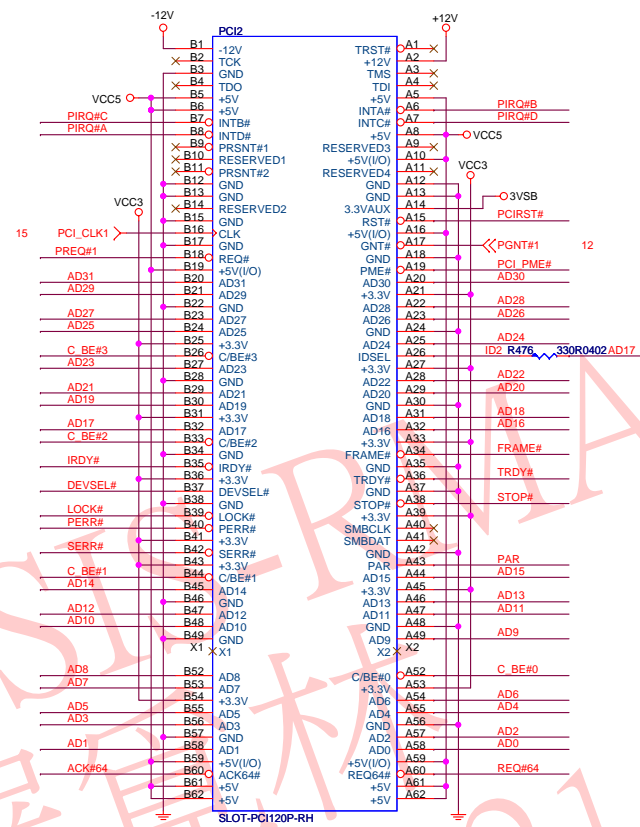 -12V
+12V
PCI2
B1 -12V TRST# A1
B2 TCK +12V A2
B3 GND TMS A3
B4 TDO TDI A4
VCC5 B5 +5V +5V A5
B6 +5V INTA# A6 PIRQ#B
PIRQ#C B7 INTB# INTC# A7 PIRQ#D
PIRQ#A B8 INTD# +5V A8 VCC5
B9 PRSNT#1 RESERVED3 A9
B10 RESERVED1 +5V(I/O) A10
B11 PRSNT#2 RESERVED4 A11
VCC3
B12 GND GND A12
B13 GND GND A13
VCC3 B14 RESERVED2 3.3VAUX A14 3VSB
B15 GND RST# A15 PCIRST#
15 PCI_CLK1 B16 CLK +5V(I/O) A16
B17 GND GNT# A17 PGNT#1 12
PREQ#1 B18 REQ# GND A18
B19 +5V(I/O) PME# A19 PCI_PME#
AD31 B20 AD31 AD30 A20 AD30
AD29 B21 AD29 +3.3V A21
B22 GND AD28 A22 AD28
AD27 B23 AD27 AD26 A23 AD26
AD25 B24 AD25 GND A24
B25 +3.3V AD24 A25 AD24
C_BE#3 B26 C/BE#3 IDSEL A26 ID2 R476 330R0402 AD17
AD23 B27 AD23 +3.3V A27
B28 GND AD22 A28 AD22
AD21 B29 AD21 AD20 A29 AD20
AD19 B30 AD19 GND A30
B31 +3.3V AD18 A31 AD18
AD17 B32 AD17 AD16 A32 AD16
C_BE#2 B33 C/BE#2 +3.3V A33
B34 GND FRAME# A34 FRAME#
IRDY# B35 IRDY# GND A35
B36 +3.3V TRDY# A36 TRDY#
DEVSEL# B37 DEVSEL# GND A37
B38 GND STOP# A38 STOP#
LOCK# B39 LOCK# +3.3V A39
PERR# B40 PERR# SMBCLK A40
B41 +3.3V SMBDAT A41
SERR# B42 SERR# GND A42
B43 +3.3V PAR A43 PAR
C_BE#1 B44 C/BE#1 AD15 A44 AD15
AD14 B45 AD14 +3.3V A45
B46 GND AD13 A46 AD13
AD12 B47 AD12 AD11 A47 AD11
AD10 B48 AD10 GND A48
B49 GND AD9 A49 AD9
X1 X1 X2 X2
AD8 B52 AD8 C/BE#0 A52 C_BE#0
AD7 B53 AD7 +3.3V A53
B54 +3.3V AD6 A54 AD6
AD5 B55 AD5 AD4 A55 AD4
AD3 B56 AD3 GND A56
B57 GND AD2 A57 AD2
AD1 B58 AD1 AD0 A58 AD0
B59 +5V(I/O) +5V(I/O) A59
ACK#64 B60 ACK64# REQ64# A60 REQ#64
B61 +5V +5V A61
B62 +5V +5V A62
SLOT-PCI120P-RH
SIS-RMA